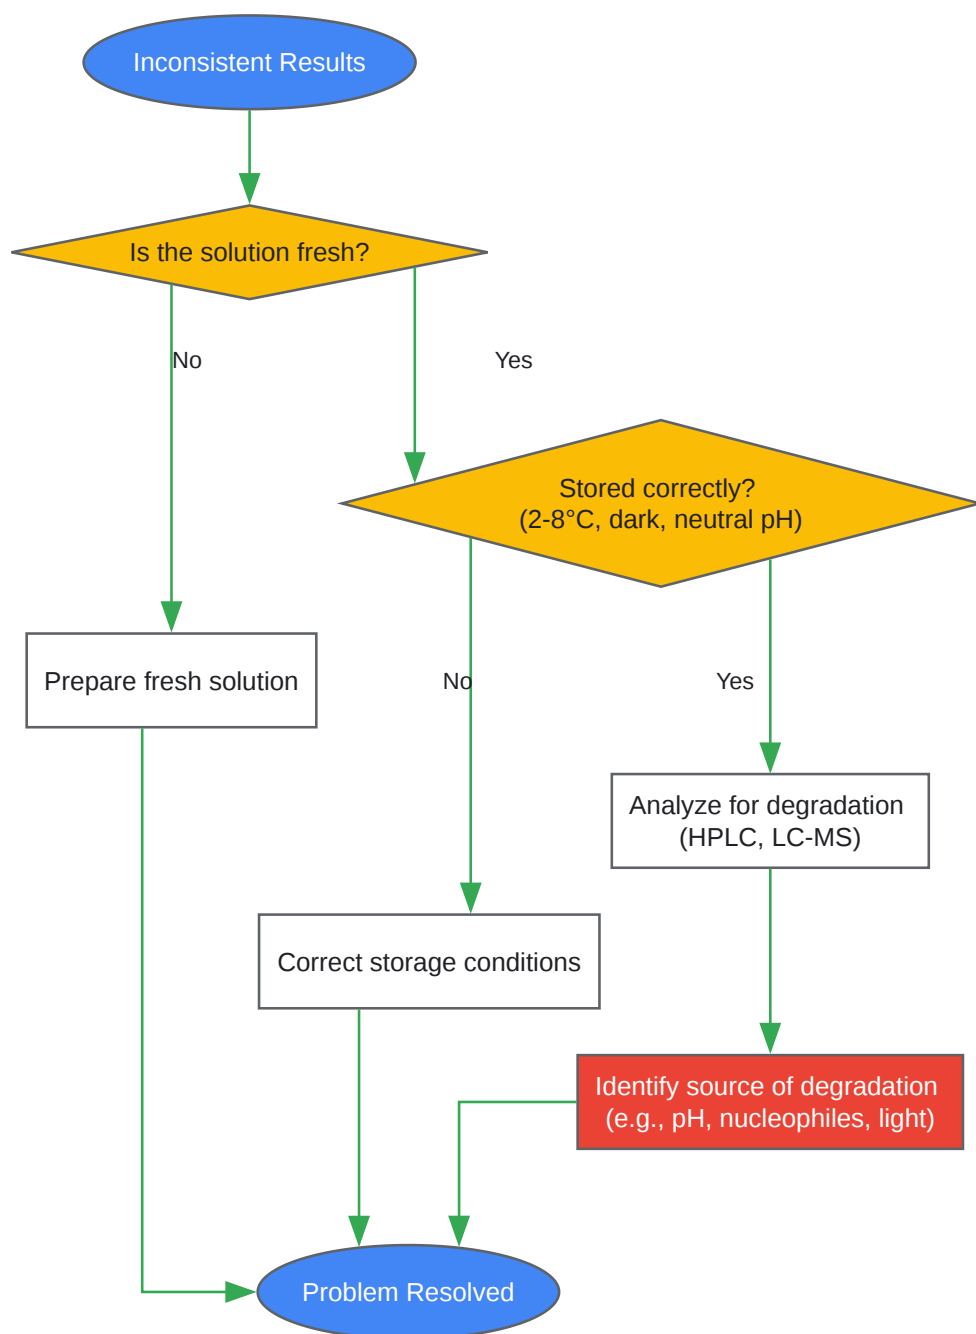 Inconsistent Results
Is the solution fresh?
No
Yes
Stored correctly?
(2-8°C, dark, neutral pH)
Prepare fresh solution
No
Yes
Analyze for degradation
(HPLC, LC-MS)
Correct storage conditions
Identify source of degradation
(e.g., pH, nucleophiles, light)
Problem Resolved